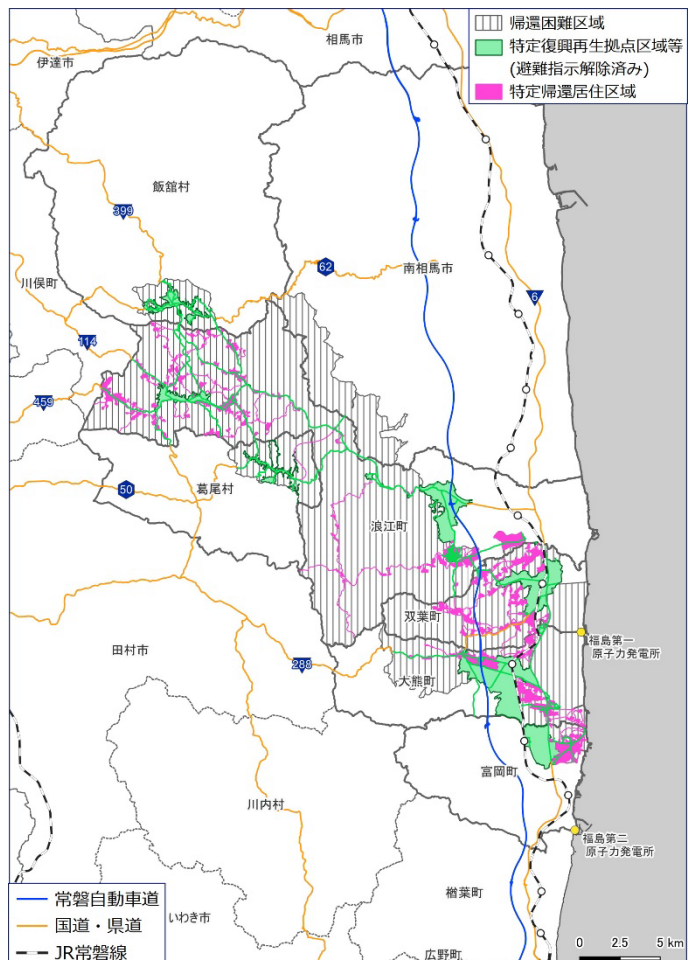 帰還困難区域
特定復興再生拠点区域等
(避難指示解除済み)
特定帰還居住区域
相馬市
伊達市
飯舘村
399
62
南相馬市
川俣町
6
114
459
50
葛尾村
浪江町
双葉町
福島第一
原子力発電所
田村市
288
大熊町
富岡町
川内村
福島第二
原子力発電所
楢葉町
常磐自動車道
国道・県道
いわき市
JR常磐線
広野町
0 2.5 5 km